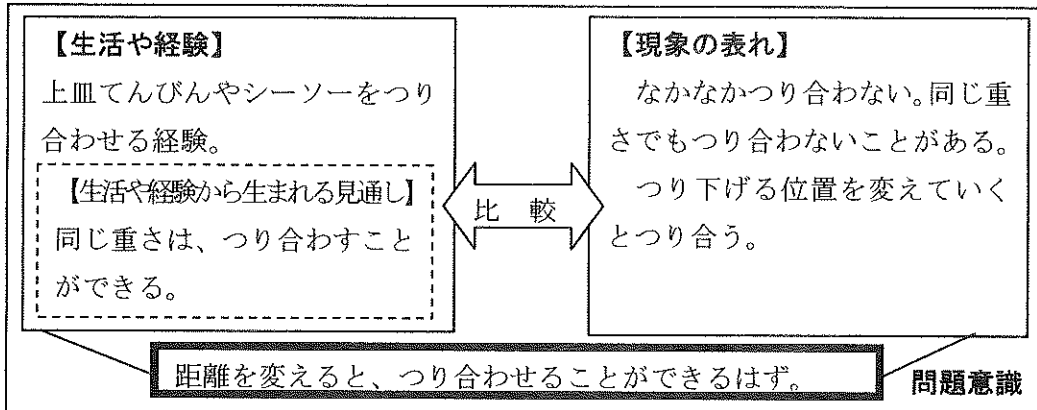 【生活や経験】
上皿てんびんやシーソーをつり
合わせる経験。
【生活や経験から生まれる見通し】
同じ重さは、つり合わすこと
ができる。
比　較
【現象の表れ】
なかなかつり合わない。同じ重
さでもつり合わないことがある。
つり下げる位置を変えていく
とつり合う。
距離を変えると、つり合わせることができるはず。
問題意識